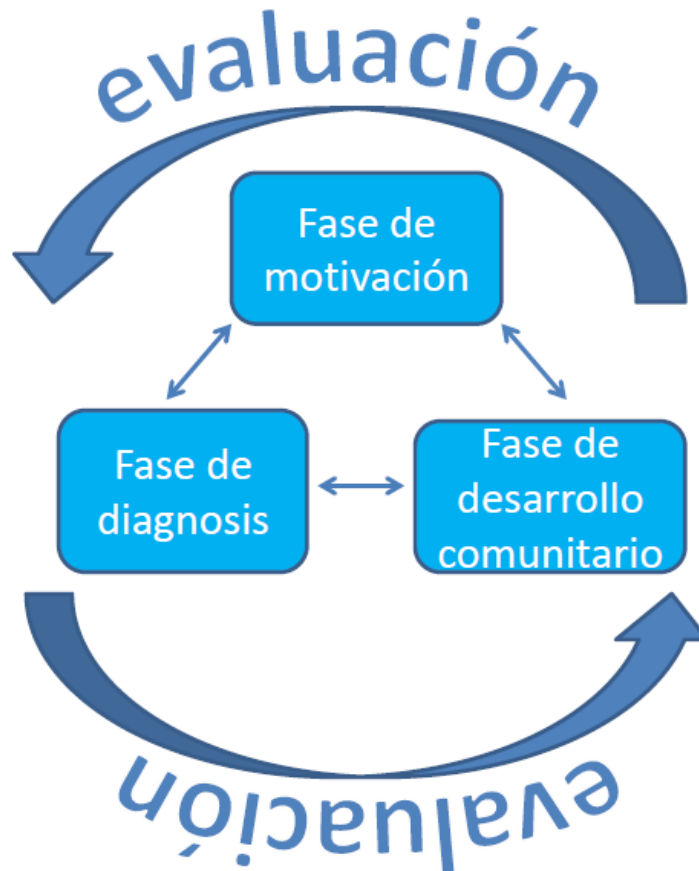 evaluación
Fase de
motivación
Fase de
diagnosis
Fase de
desarrollo
comunitario
evaluación